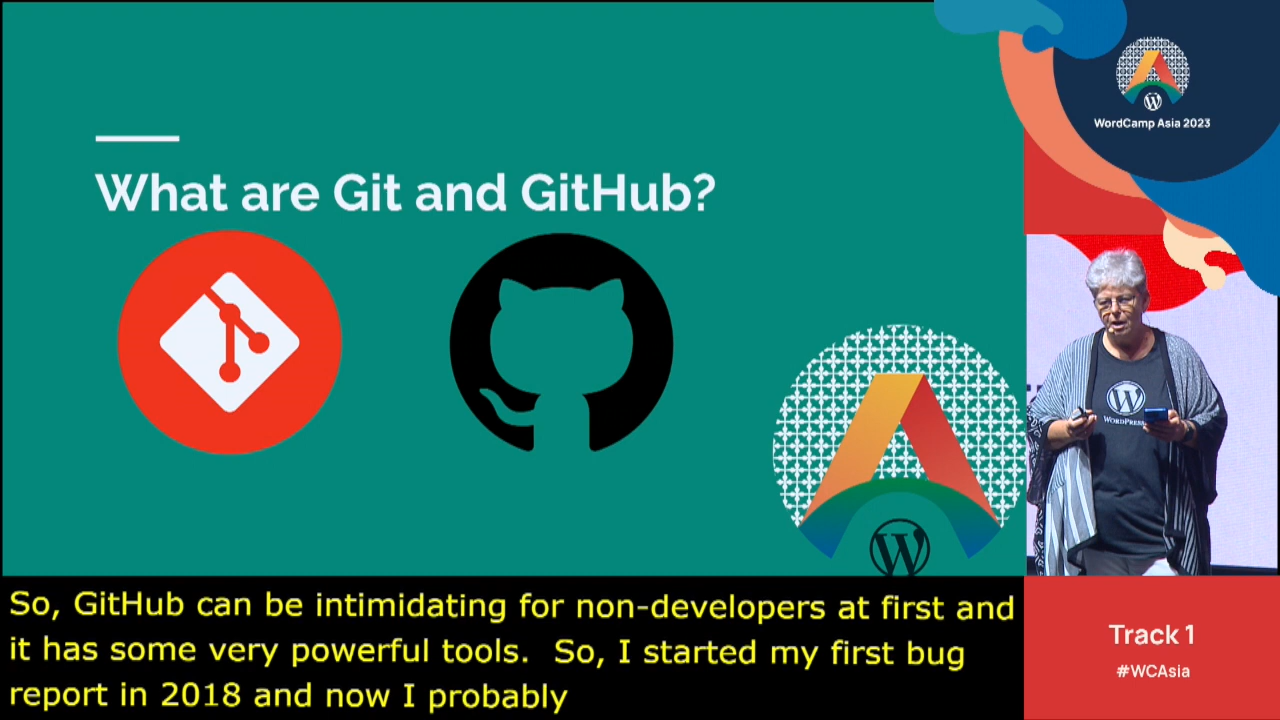 What are Git and GitHub?
WordCamp Asia 2023
WORDPRESS
So, GitHub can be intimidating for non-developers at first and
it has some very powerful tools.  So, I started my first bug
report in 2018 and now I probably
Track 1
#WCAsia